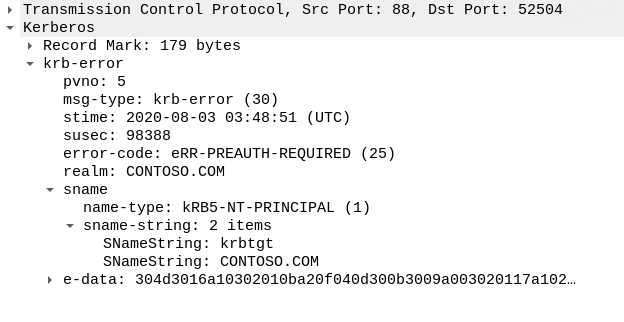 Transmission Control Protocol, Src Port: 88, Dst Port: 52504
Kerberos
Record Mark: 179 bytes
krb-error
pvno: 5
msg-type: krb-error (30)
stime: 2020-08-03 03:48:51 (UTC)
susec: 98388
error-code: eRR-PREAUTH-REQUIRED (25)
realm: CONTOSO.COM
sname
name-type: kRB5-NT-PRINCIPAL (1)
sname-string: 2 items
SNameString: krbtgt
SNameString: CONTOSO.COM
e-data: 304d3016a10302010ba20f040d300b3009a003020117a102…